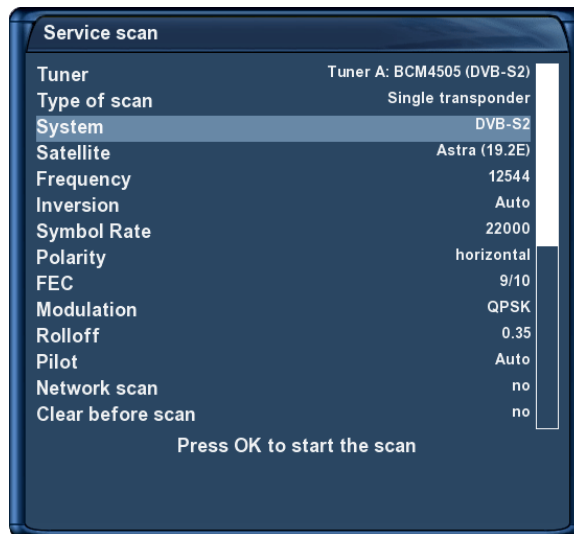 Service scan
Tuner Tuner A: BCM4505 (DVB-S2)
Type of scan Single transponder
System DVB-S2
Satellite Astra (19.2E)
Frequency 12544
Inversion Auto
Symbol Rate 22000
Polarity horizontal
FEC 9/10
Modulation QPSK
Rolloff 0.35
Pilot Auto
Network scan no
Clear before scan no
Press OK to start the scan